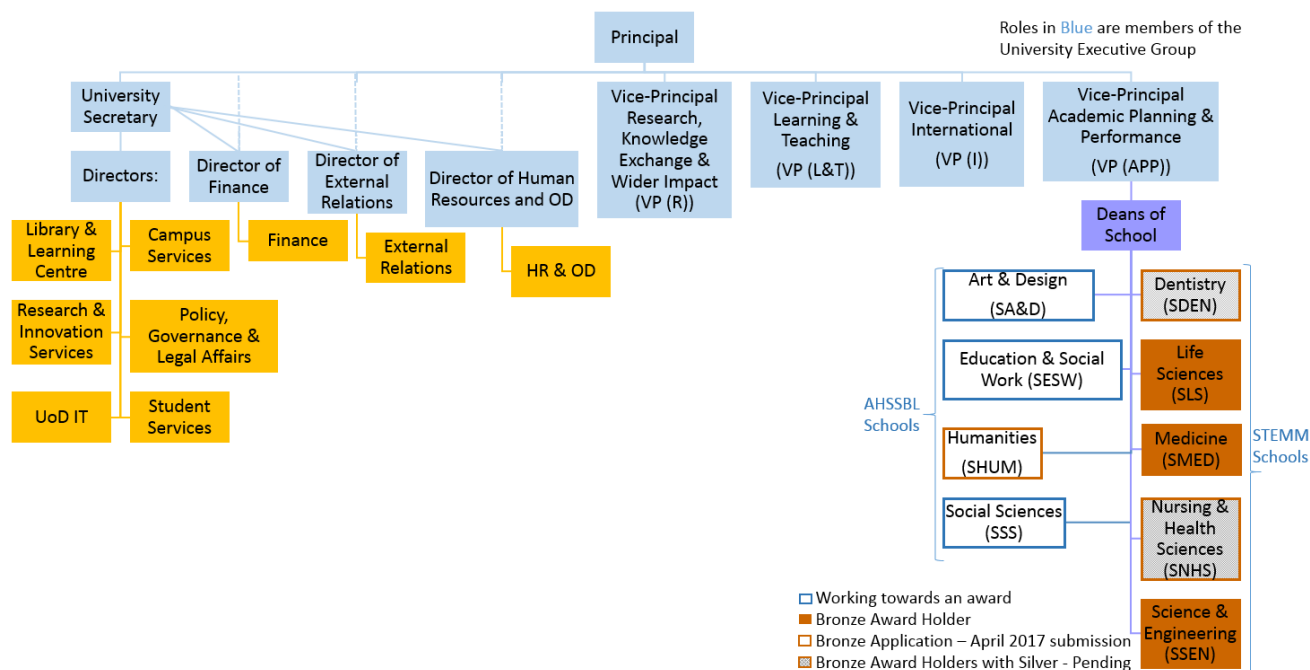 Principal
Roles in Blue are members of the
University Executive Group
University
Secretary
Vice-Principal
Research,
Knowledge
Exchange &
Wider Impact
(VP (R))
Vice-Principal
Learning &
Teaching
(VP (L&T))
Vice-Principal
International
(VP (I))
Vice-Principal
Academic Planning &
Performance
(VP (APP))
Directors:
Director of
Finance
Director of
External
Relations
Director of Human
Resources and OD
Deans of
School
Library &
Learning
Centre
Campus
Services
Finance
External
Relations
HR & OD
Research &
Innovation
Services
Policy,
Governance &
Legal Affairs
UoD IT
Student
Services
AHSSBL
Schools
Art & Design
(SA&D)
Education & Social
Work (SESW)
Humanities
(SHUM)
Social Sciences
(SSS)
Dentistry
(SDEN)
Life
Sciences
(SLS)
Medicine
(SMED)
Nursing &
Health
Sciences
(SNHS)
Science &
Engineering
(SSEN)
STEMM
Schools
Working towards an award
Bronze Award Holder
Bronze Application – April 2017 submission
Bronze Award Holders with Silver - Pending